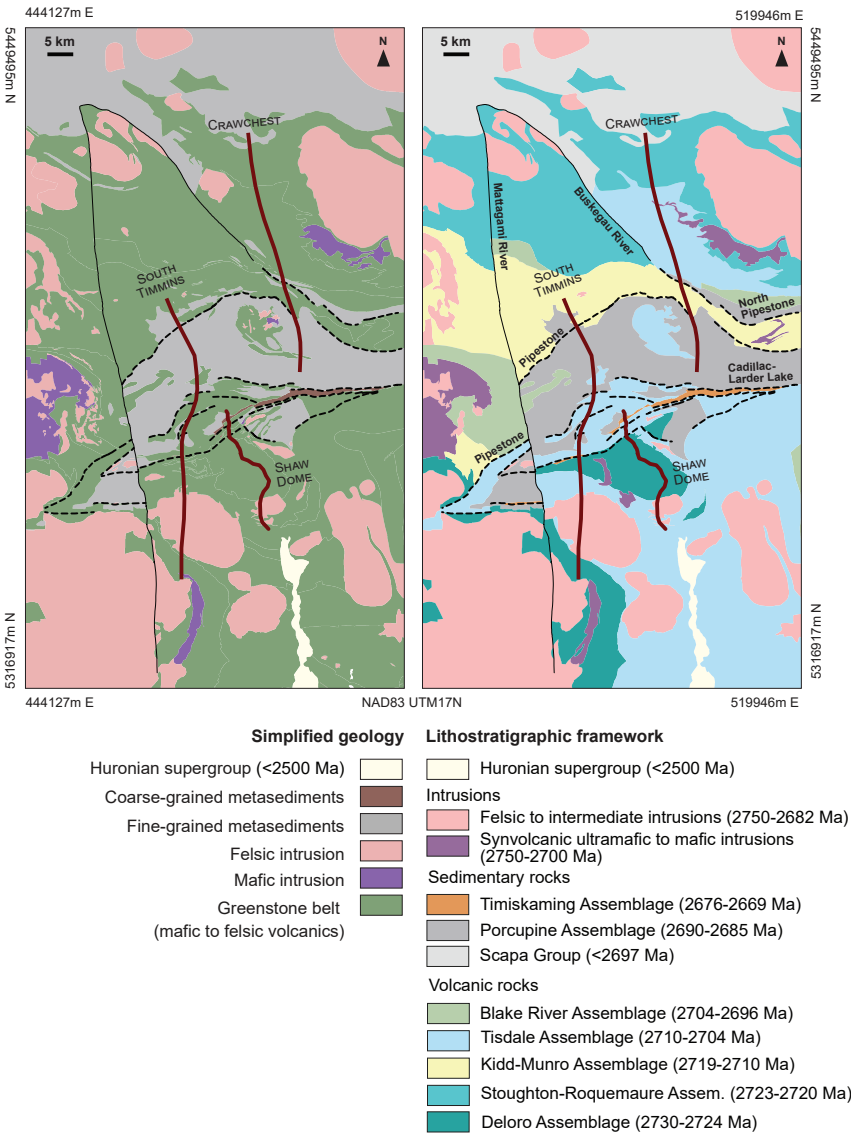 444127m E
519946m E
5449495m N
5 km
N
CRAWCHEST
SOUTH
TIMMINS
SHAW
DOME
5316917m N
5 km
N
5449495m N
CRAWCHEST
Mattagami River
Buskegau River
SOUTH
TIMMINS
North
Pipestone
Pipestone
Cadillac-
Larder Lake
Pipestone
SHAW
DOME
5316917m N
444127m E
NAD83 UTM17N
519946m E
Simplified geology
Huronian supergroup (<2500 Ma)
Coarse-grained metasediments
Fine-grained metasediments
Felsic intrusion
Mafic intrusion
Greenstone belt
(mafic to felsic volcanics)
Lithostratigraphic framework
Huronian supergroup (<2500 Ma)
Intrusions
Felsic to intermediate intrusions (2750-2682 Ma)
Synvolcanic ultramafic to mafic intrusions
(2750-2700 Ma)
Sedimentary rocks
Timiskaming Assemblage (2676-2669 Ma)
Porcupine Assemblage (2690-2685 Ma)
Scapa Group (<2697 Ma)
Volcanic rocks
Blake River Assemblage (2704-2696 Ma)
Tisdale Assemblage (2710-2704 Ma)
Kidd-Munro Assemblage (2719-2710 Ma)
Stoughton-Roquemaure Assem. (2723-2720 Ma)
Deloro Assemblage (2730-2724 Ma)